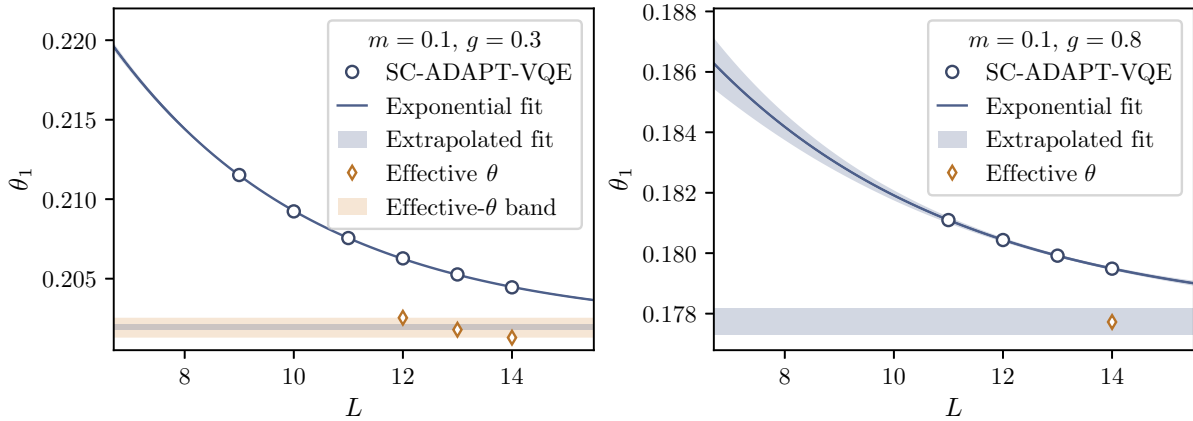 m = 0.1, g = 0.3
SC-ADAPT-VQE
Exponential fit
Extrapolated fit
Effective θ
Effective-θ band
0.220
0.215
0.210
0.205
θ₁
8
10
12
14
L
m = 0.1, g = 0.8
SC-ADAPT-VQE
Exponential fit
Extrapolated fit
Effective θ
0.188
0.186
0.184
0.182
0.180
0.178
θ₁
8
10
12
14
L